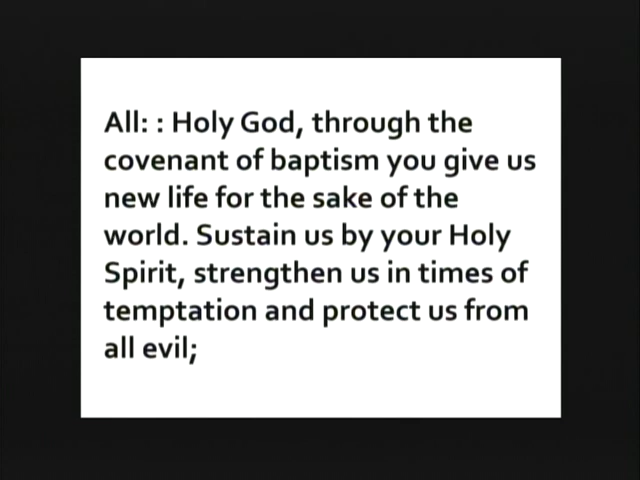 All: : Holy God, through the
covenant of baptism you give us
new life for the sake of the
world. Sustain us by your Holy
Spirit, strengthen us in times of
temptation and protect us from
all evil;